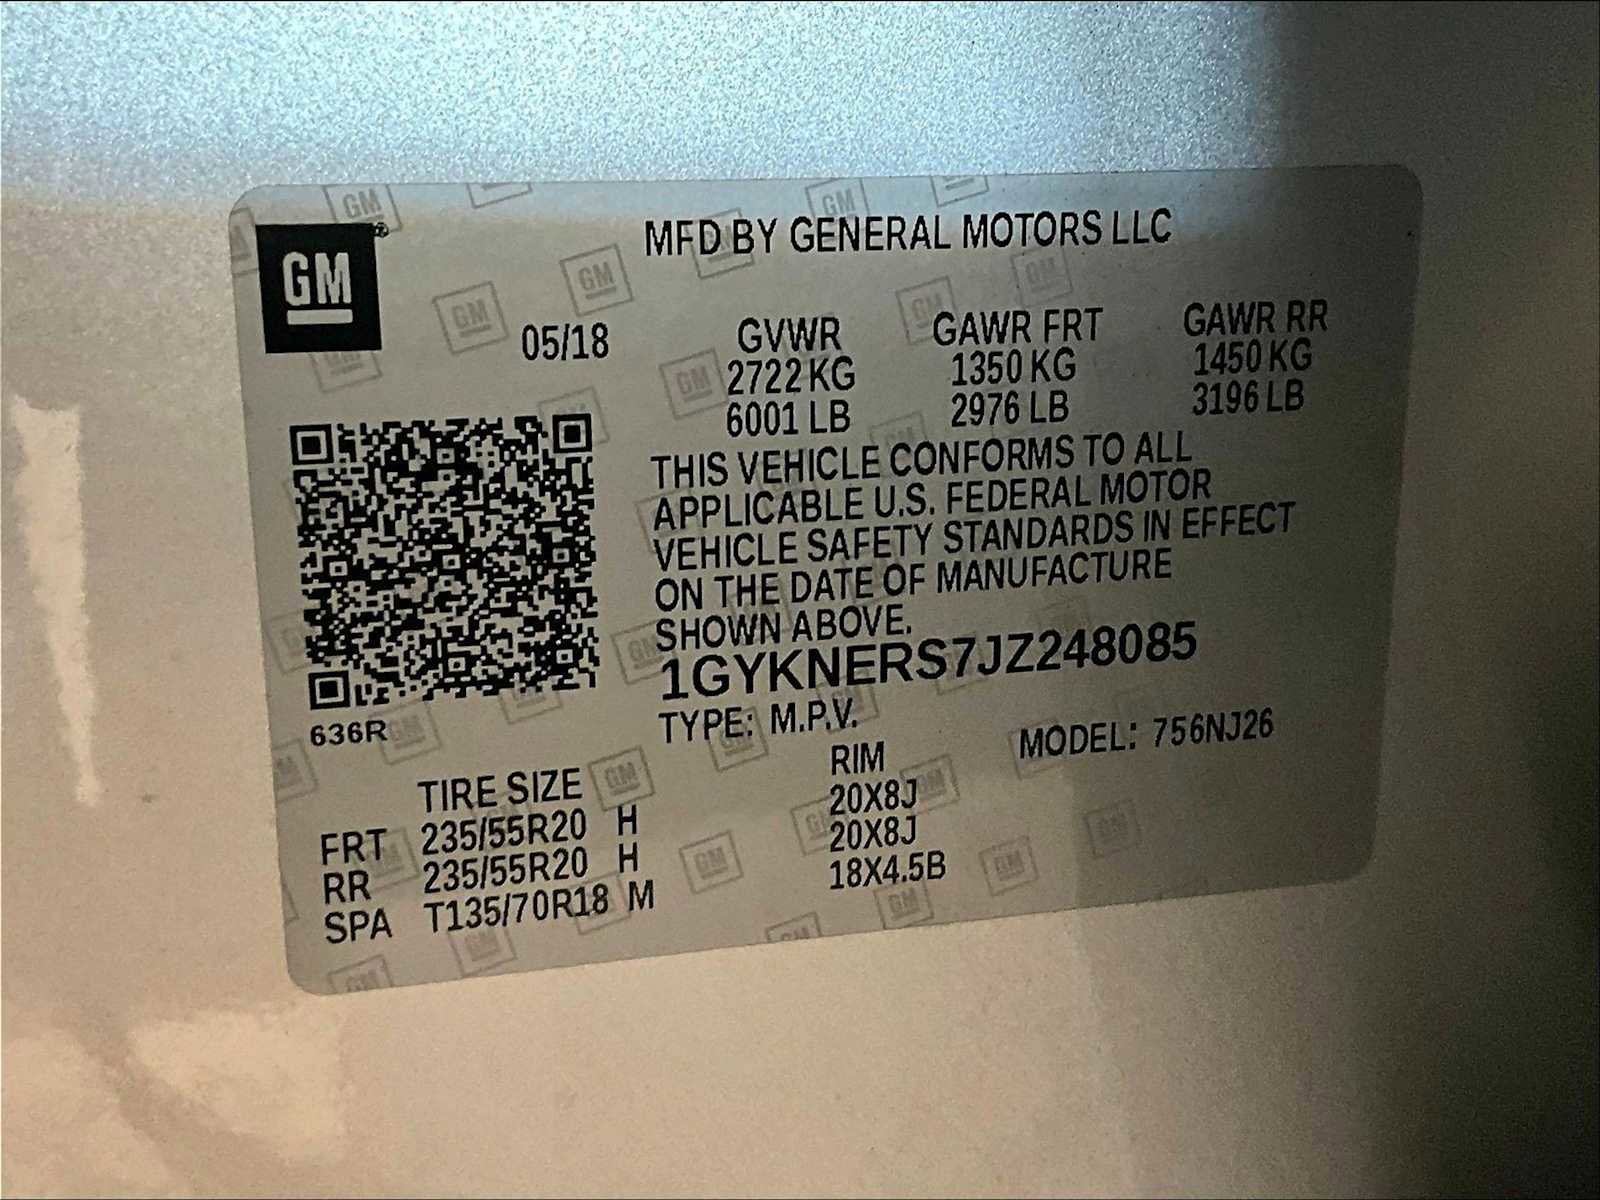 GM
MFD BY GENERAL MOTORS LLC
05/18
GVWR GAWR FRT GAWR RR
2722 KG 1350 KG 1450 KG
6001 LB 2976 LB 3196 LB
THIS VEHICLE CONFORMS TO ALL
APPLICABLE U.S. FEDERAL MOTOR
VEHICLE SAFETY STANDARDS IN EFFECT
ON THE DATE OF MANUFACTURE
SHOWN ABOVE.
1GYKNERS7JZ248085
636R
TYPE: M.P.V. MODEL: 756NJ26
TIRE SIZE RIM
FRT 235/55R20 H 20X8J
RR 235/55R20 H 20X8J
SPA T135/70R18 M 18X4.5B